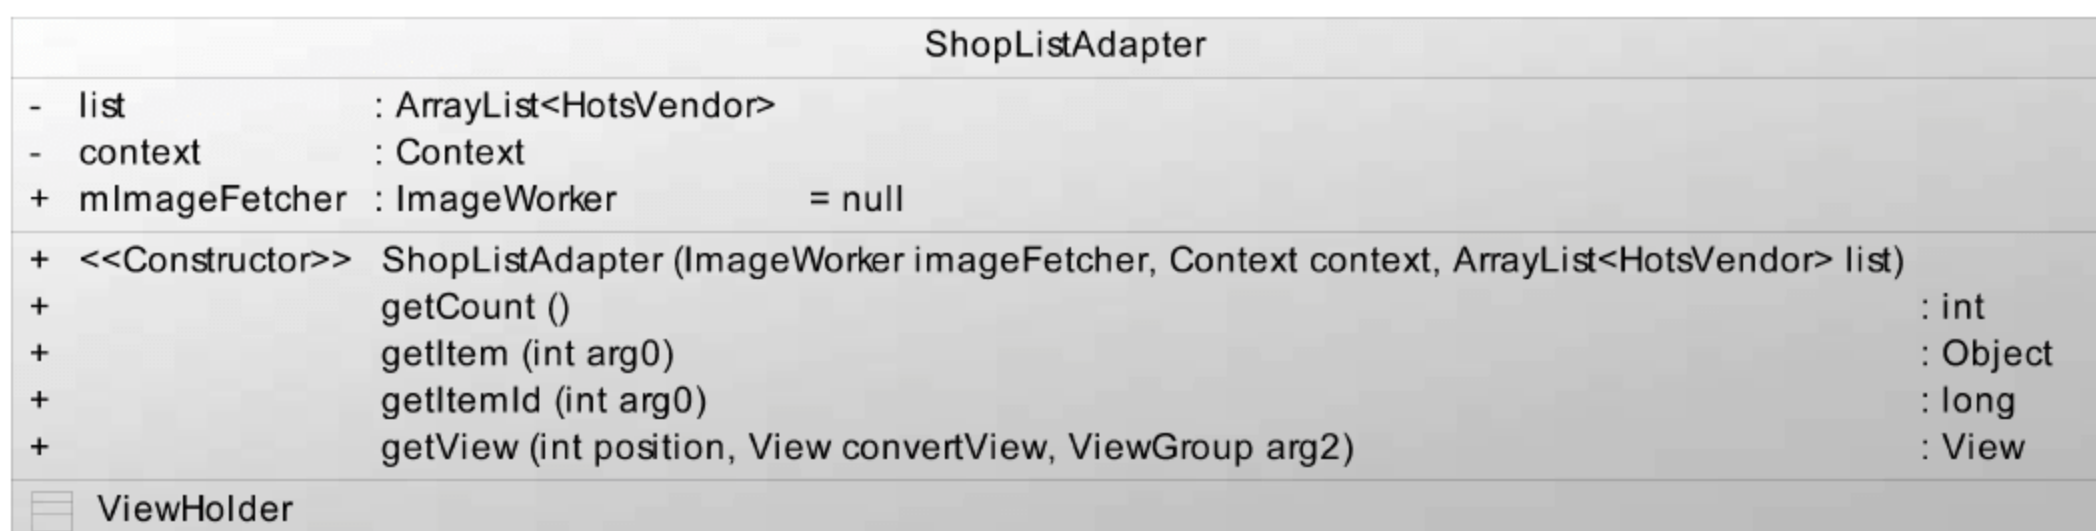 ShopListAdapter
- list : ArrayList<HotsVendor>
- context : Context
+ mImageFetcher : ImageWorker = null
+ <<Constructor>> ShopListAdapter (ImageWorker imageFetcher, Context context, ArrayList<HotsVendor> list)
+ getCount () : int
+ getItem (int arg0) : Object
+ getItemId (int arg0) : long
+ getView (int position, View convertView, ViewGroup arg2) : View
ViewHolder